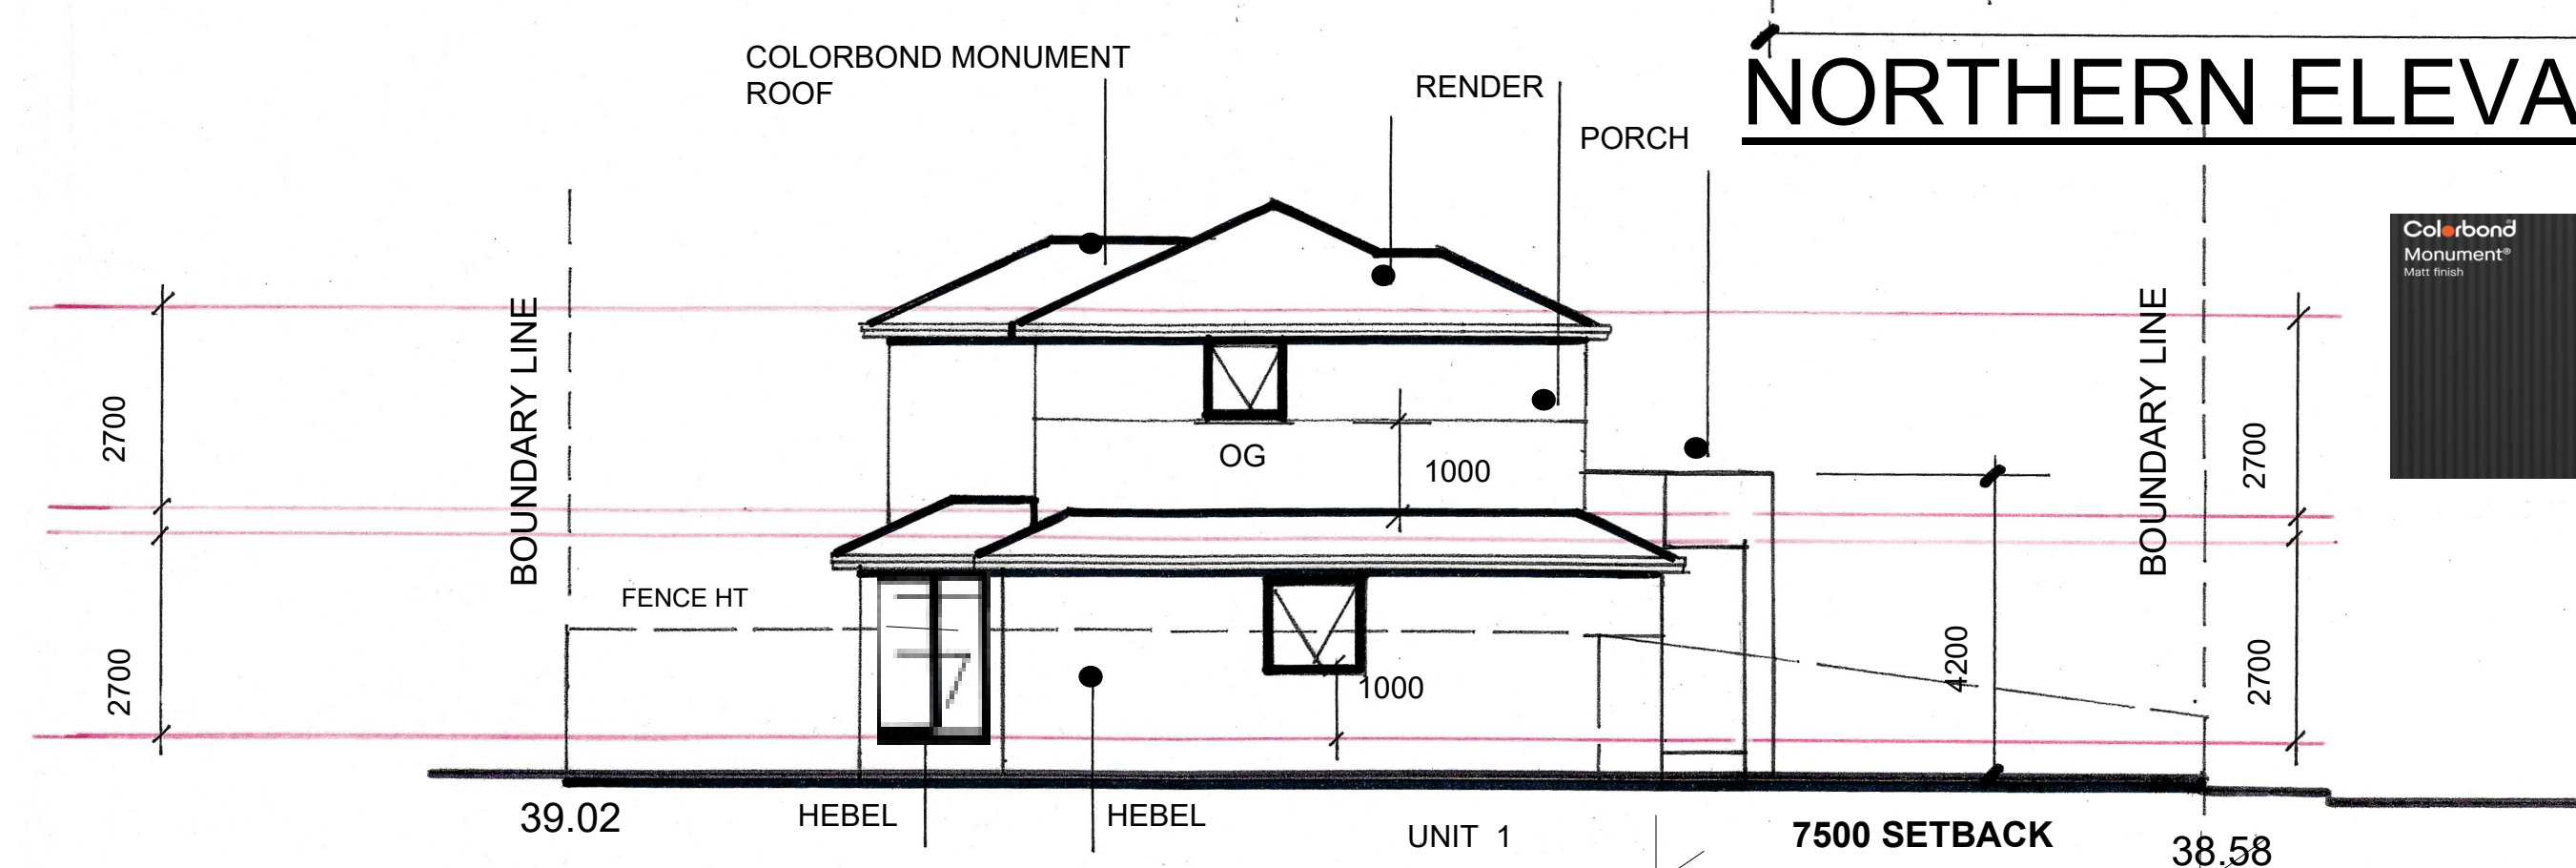 COLORBOND MONUMENT
ROOF
RENDER
PORCH
NORTHERN ELEVA
Colorbond
Monument®
Matt finish
BOUNDARY LINE
BOUNDARY LINE
2700
2700
OG
1000
2700
FENCE HT
1000
4200
2700
39.02
HEBEL
HEBEL
UNIT 1
7500 SETBACK
38.58